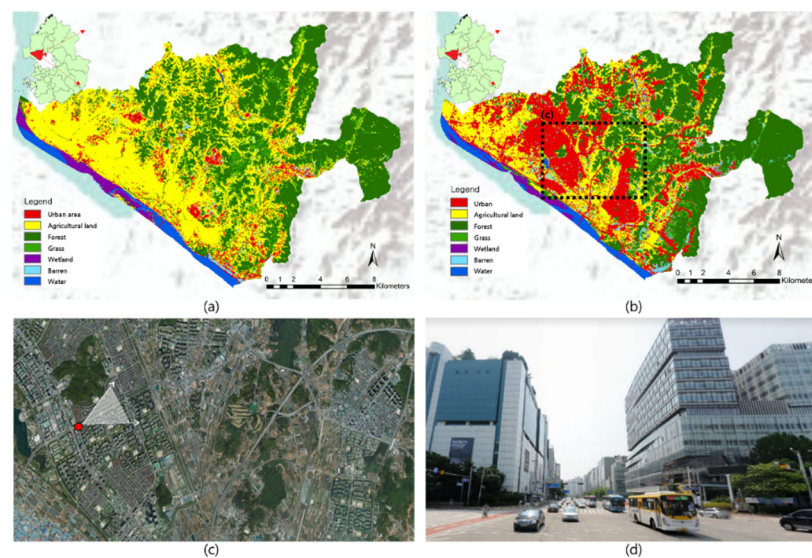 Legend
Urban area
Agricultural land
Forest
Grass
Wetland
Barren
Water
N
0 1 2 4 6 8
Kilometers
(a)
(c)
Legend
Urban
Agricultural land
Forest
Grass
Wetland
Barren
Water
N
0 1 2 4 6 8
Kilometers
(b)
(c)
(d)